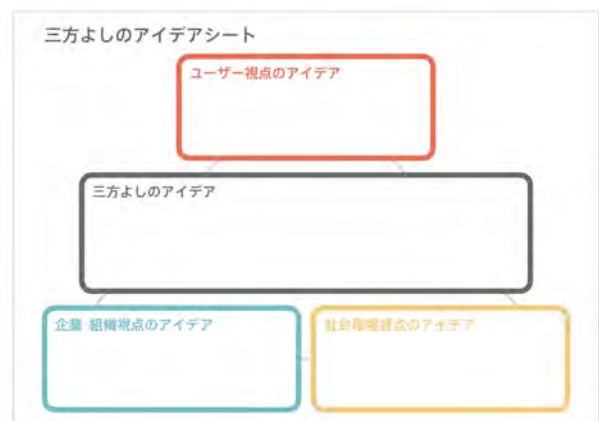 三方よしのアイデアシート
ユーザー視点のアイデア
三方よしのアイデア
企業・組織視点のアイデア
社会環境視点のアイデア